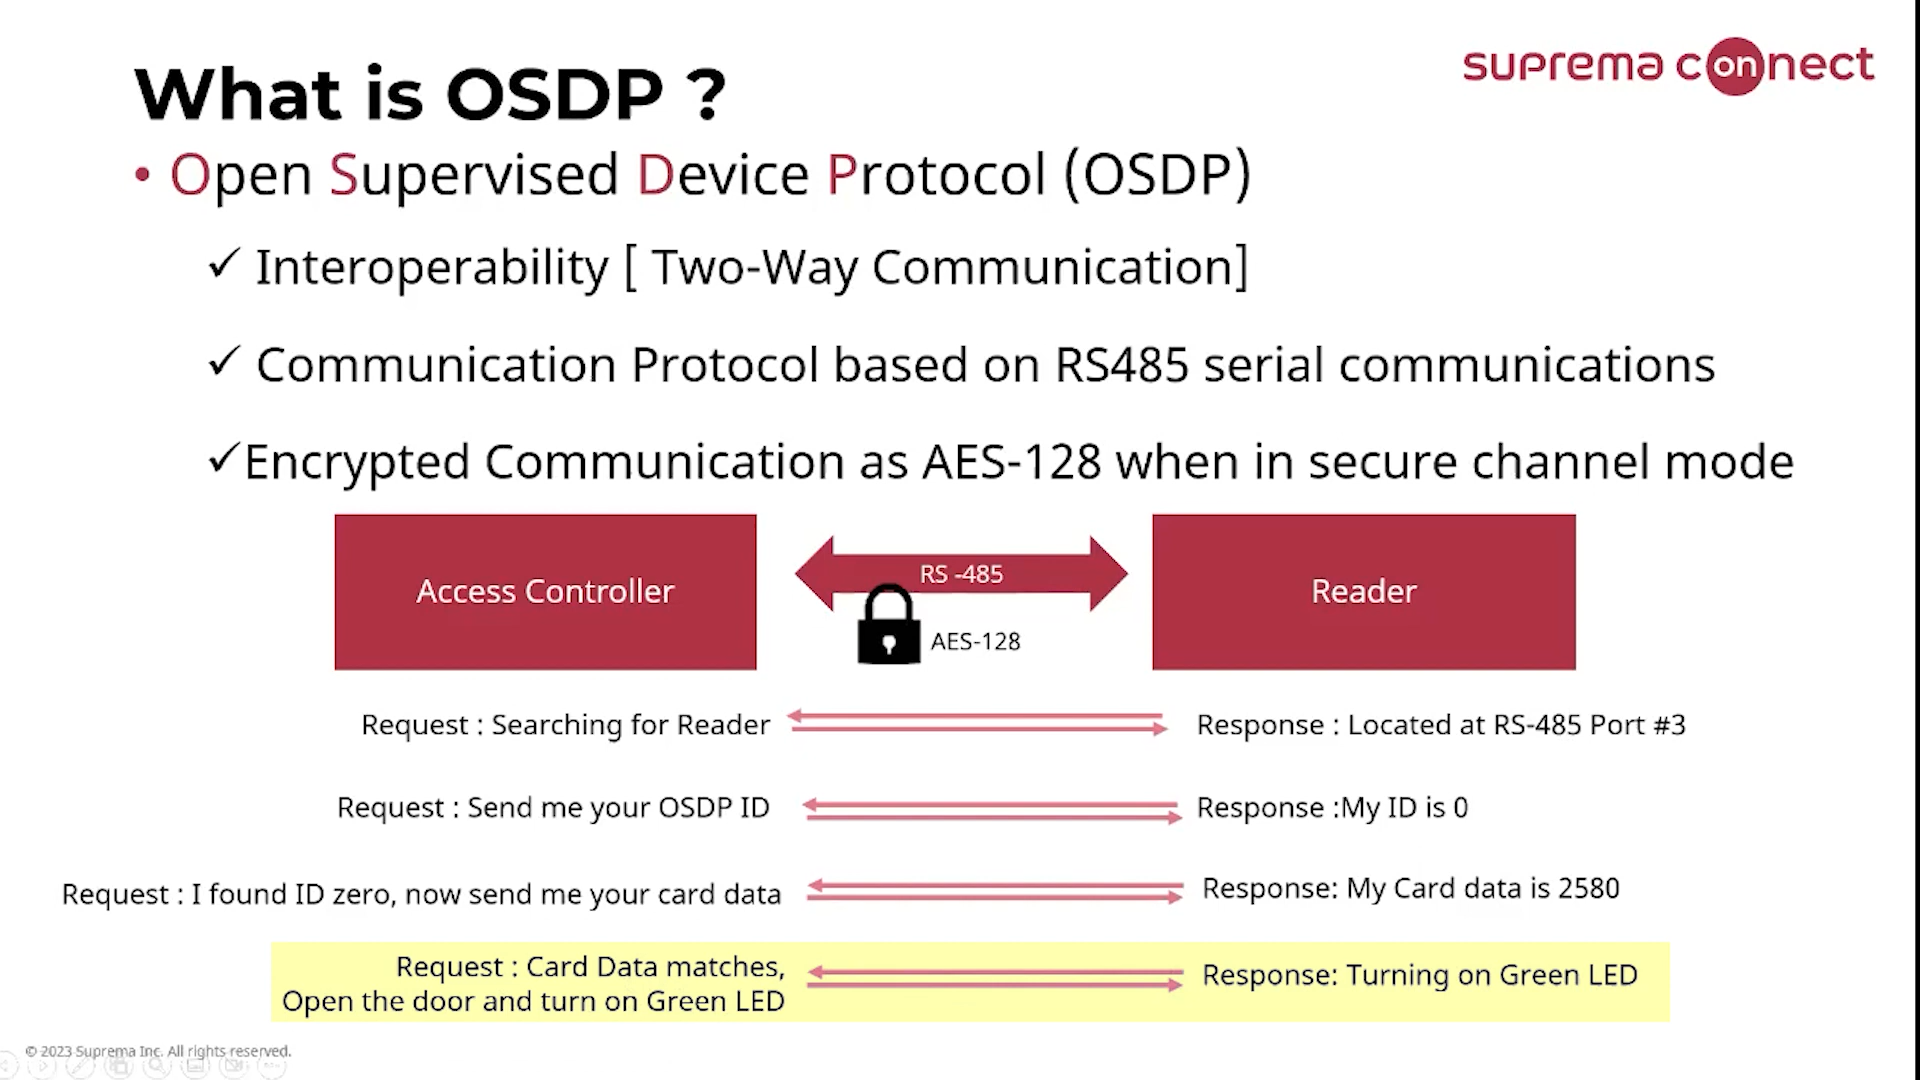 suprema connect
What is OSDP ?
• Open Supervised Device Protocol (OSDP)
✓ Interoperability [ Two-Way Communication]
✓ Communication Protocol based on RS485 serial communications
✓Encrypted Communication as AES-128 when in secure channel mode
Access Controller
RS -485
AES-128
Reader
Request : Searching for Reader
Response : Located at RS-485 Port #3
Request : Send me your OSDP ID
Response :My ID is 0
Request : I found ID zero, now send me your card data
Response: My Card data is 2580
Request : Card Data matches,
Open the door and turn on Green LED
Response: Turning on Green LED
© 2023 Suprema Inc. All rights reserved.